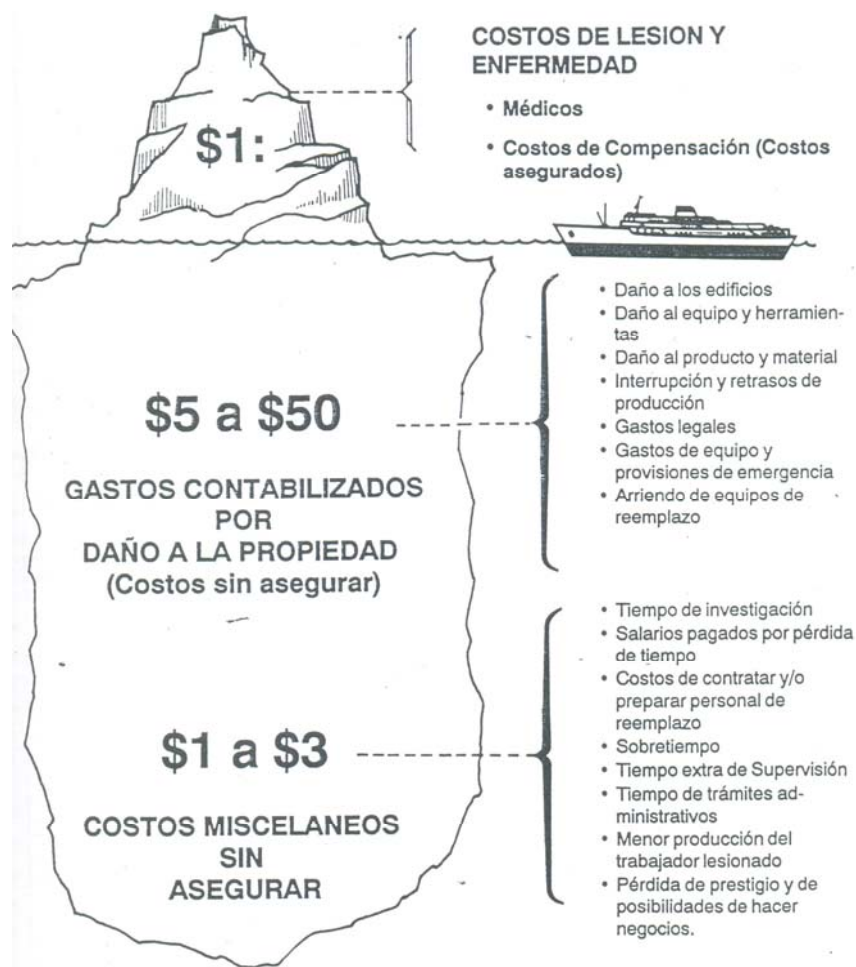 COSTOS DE LESION Y
ENFERMEDAD
• Médicos
• Costos de Compensación (Costos
asegurados)
$1:
• Daño a los edificios
• Daño al equipo y herramien-
tas
• Daño al producto y material
• Interrupción y retrasos de
producción
• Gastos legales
• Gastos de equipo y
provisiones de emergencia
• Arriendo de equipos de
reemplazo
$5 a $50
GASTOS CONTABILIZADOS
POR
DAÑO A LA PROPIEDAD
(Costos sin asegurar)
• Tiempo de investigación
• Salarios pagados por pérdida
de tiempo
• Costos de contratar y/o
preparar personal de
reemplazo
• Sobretiempo
• Tiempo extra de Supervisión
• Tiempo de trámites ad-
ministrativos
• Menor producción del
trabajador lesionado
• Pérdida de prestigio y de
posibilidades de hacer
negocios.
$1 a $3
COSTOS MISCELANEOS
SIN
ASEGURAR